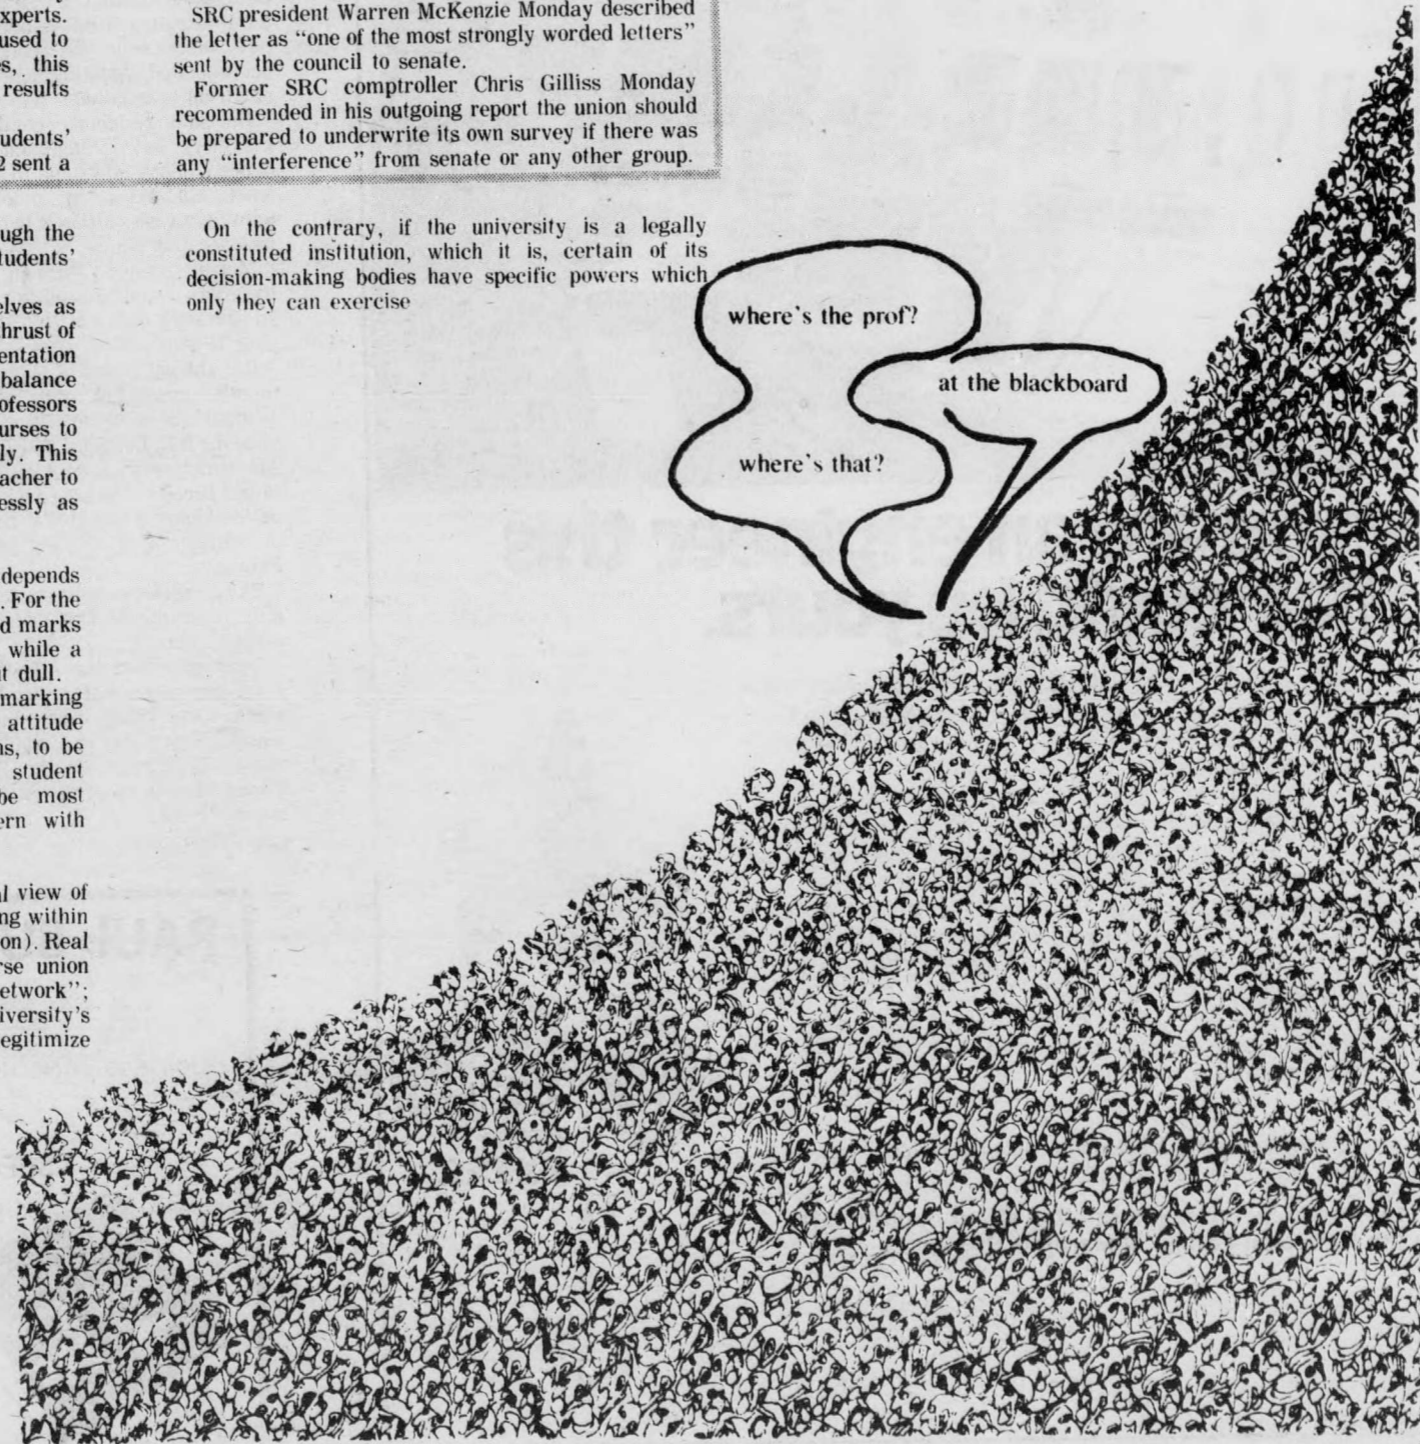 xperts.
used to
s, this
results
udents'
2 sent a
ugh the
tudents'
elves as
hrust of
entation
balance
ofessors
urses to
ly. This
acher to
essly as
depends
. For the
d marks
while a
t dull.
marking
attitude
ns, to be
student
be most
ern with
al view of
ng within
on). Real
rse union
etwork";
iversity's
egitimize
SRC president Warren McKenzie Monday described
the letter as "one of the most strongly worded letters"
sent by the council to senate.
Former SRC comptroller Chris Gilliss Monday
recommended in his outgoing report the union should
be prepared to underwrite its own survey if there was
any "interference" from senate or any other group.
On the contrary, if the university is a legally
constituted institution, which it is, certain of its
decision-making bodies have specific powers which
only they can exercise
where's the prof?
at the blackboard
where's that?